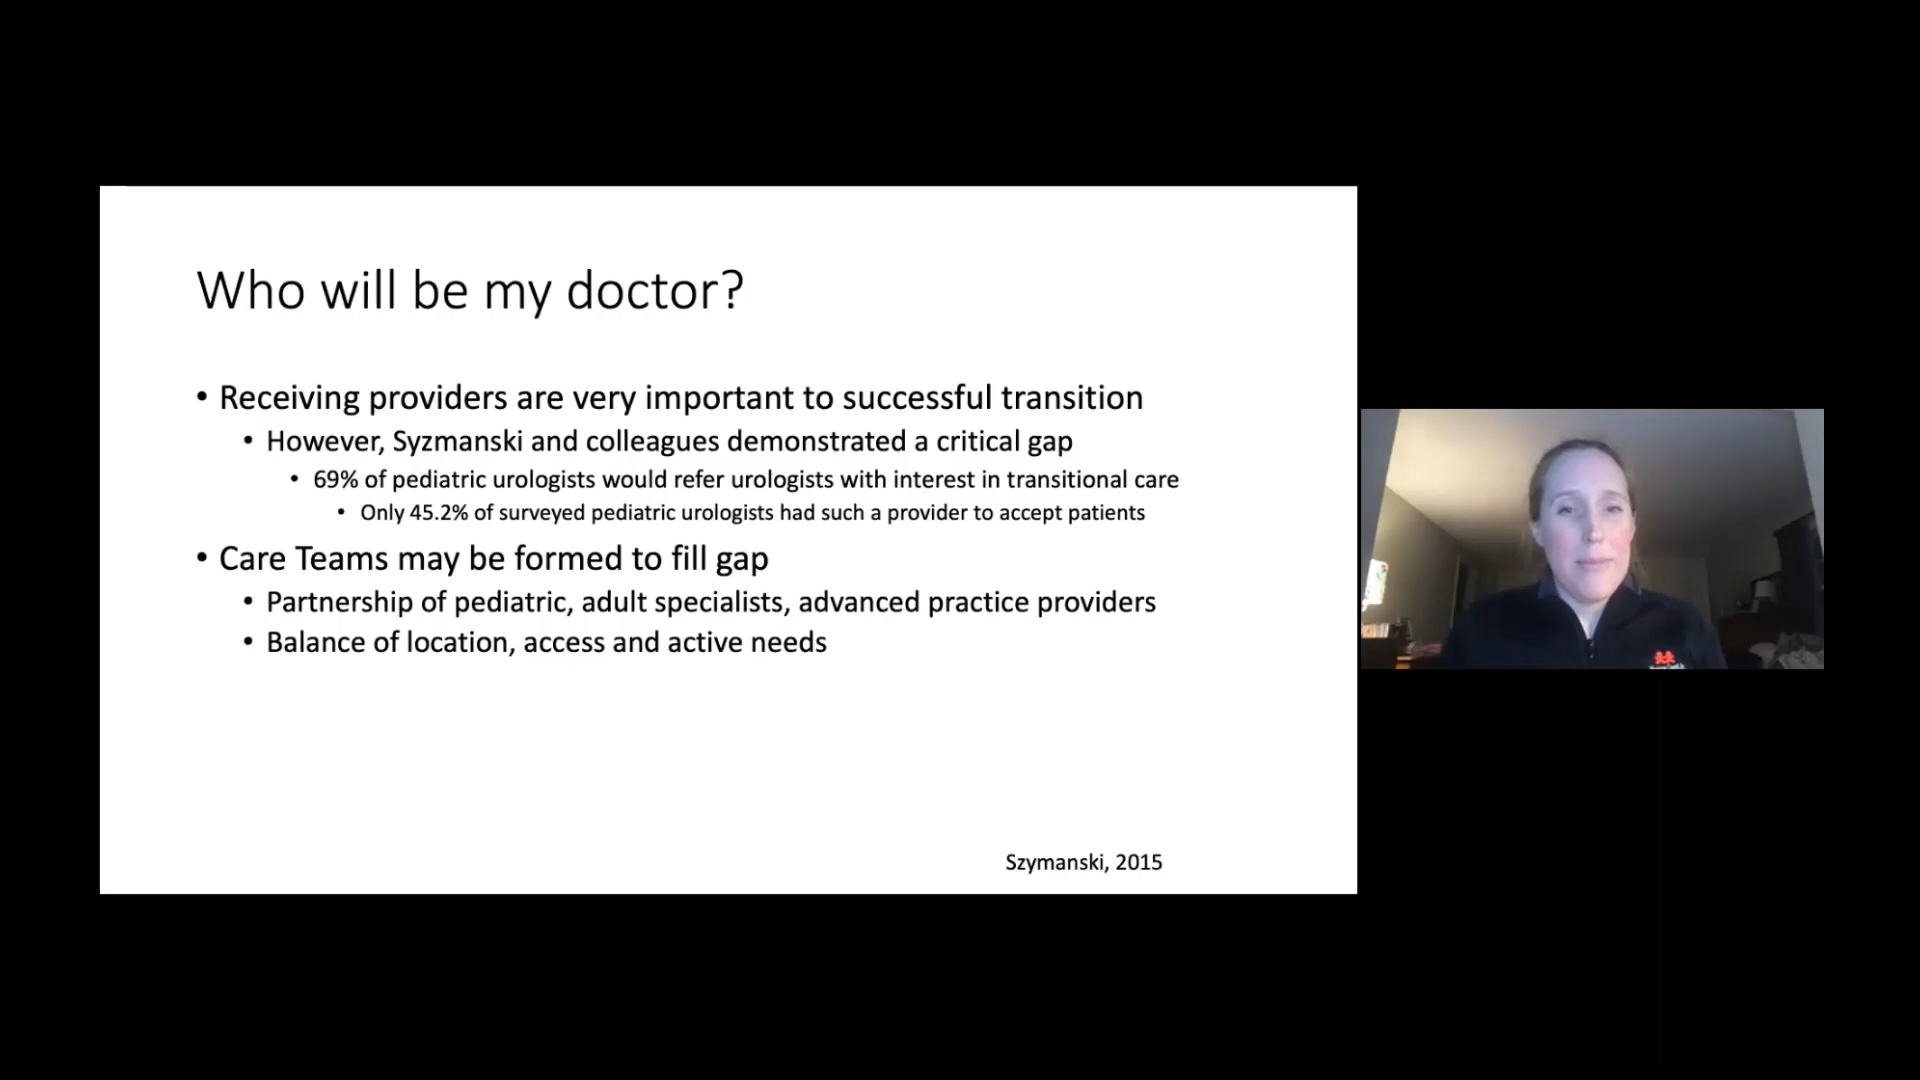 Who will be my doctor?
• Receiving providers are very important to successful transition
• However, Syzmanski and colleagues demonstrated a critical gap
• 69% of pediatric urologists would refer urologists with interest in transitional care
• Only 45.2% of surveyed pediatric urologists had such a provider to accept patients
• Care Teams may be formed to fill gap
• Partnership of pediatric, adult specialists, advanced practice providers
• Balance of location, access and active needs
Szymanski, 2015